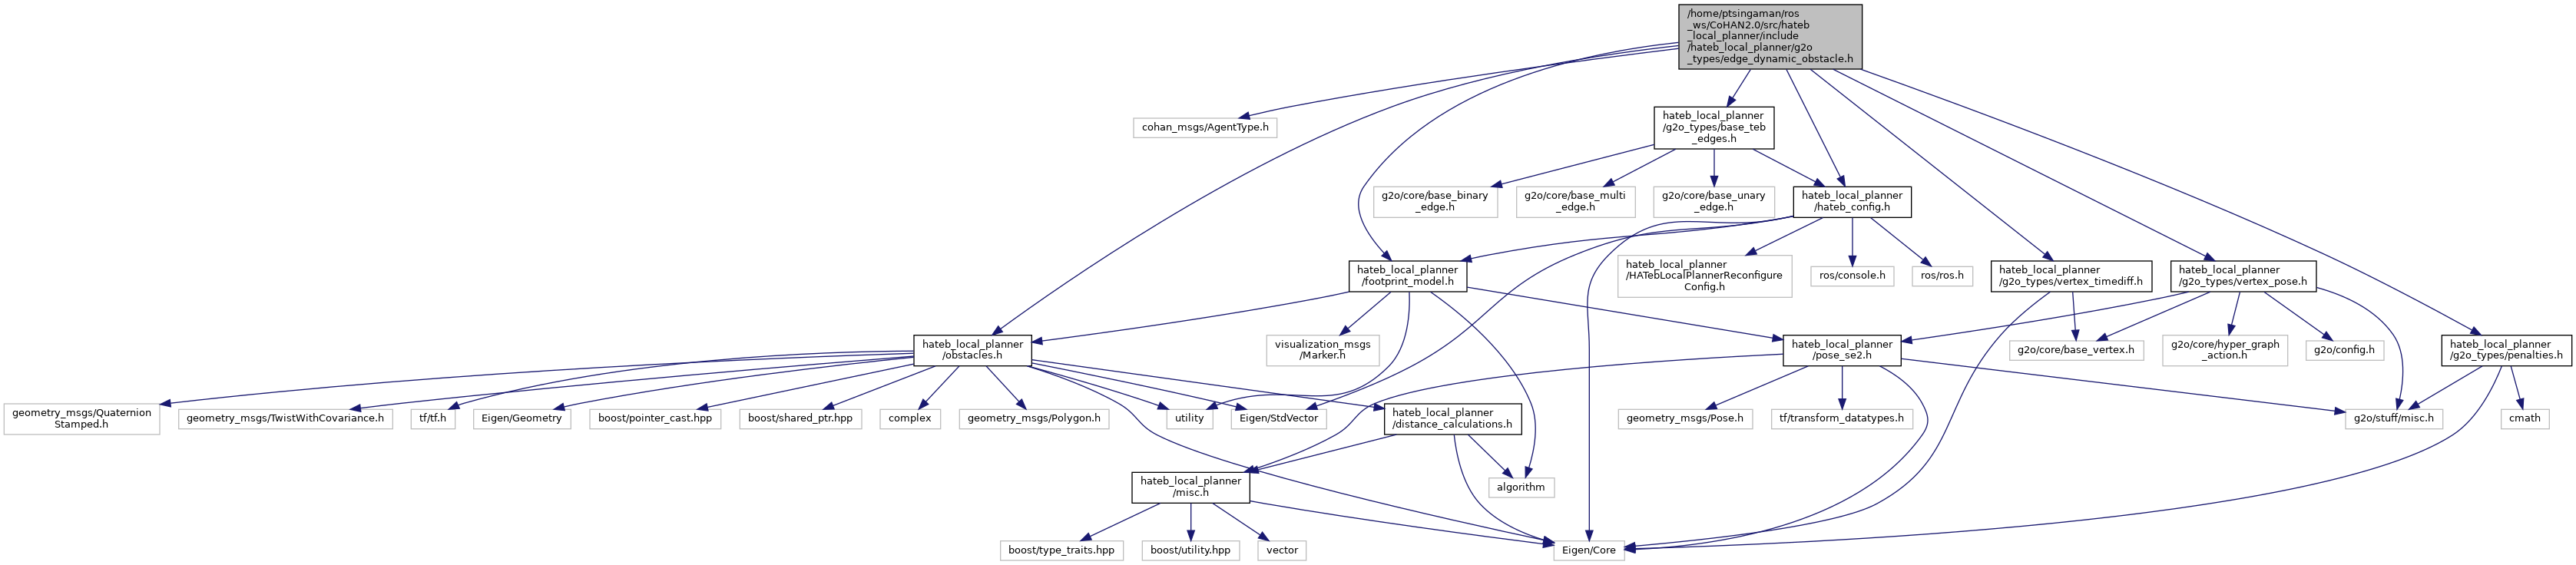 /home/ptsingaman/ros
_ws/CoHAN2.0/src/hateb
_local_planner/include
/hateb_local_planner/g2o
_types/edge_dynamic_obstacle.h
cohan_msgs/AgentType.h
hateb_local_planner
/g2o_types/base_teb
_edges.h
g2o/core/base_binary
_edge.h
g2o/core/base_multi
_edge.h
g2o/core/base_unary
_edge.h
hateb_local_planner
/hateb_config.h
hateb_local_planner
/footprint_model.h
hateb_local_planner
/HATebLocalPlannerReconfigure
Config.h
ros/console.h
ros/ros.h
hateb_local_planner
/g2o_types/vertex_timediff.h
hateb_local_planner
/g2o_types/vertex_pose.h
hateb_local_planner
/obstacles.h
visualization_msgs
/Marker.h
hateb_local_planner
/pose_se2.h
g2o/core/base_vertex.h
g2o/core/hyper_graph
_action.h
g2o/config.h
hateb_local_planner
/g2o_types/penalties.h
geometry_msgs/Quaternion
Stamped.h
geometry_msgs/TwistWithCovariance.h
tf/tf.h
Eigen/Geometry
boost/pointer_cast.hpp
boost/shared_ptr.hpp
complex
geometry_msgs/Polygon.h
utility
Eigen/StdVector
hateb_local_planner
/distance_calculations.h
geometry_msgs/Pose.h
tf/transform_datatypes.h
g2o/stuff/misc.h
cmath
hateb_local_planner
/misc.h
algorithm
boost/type_traits.hpp
boost/utility.hpp
vector
Eigen/Core